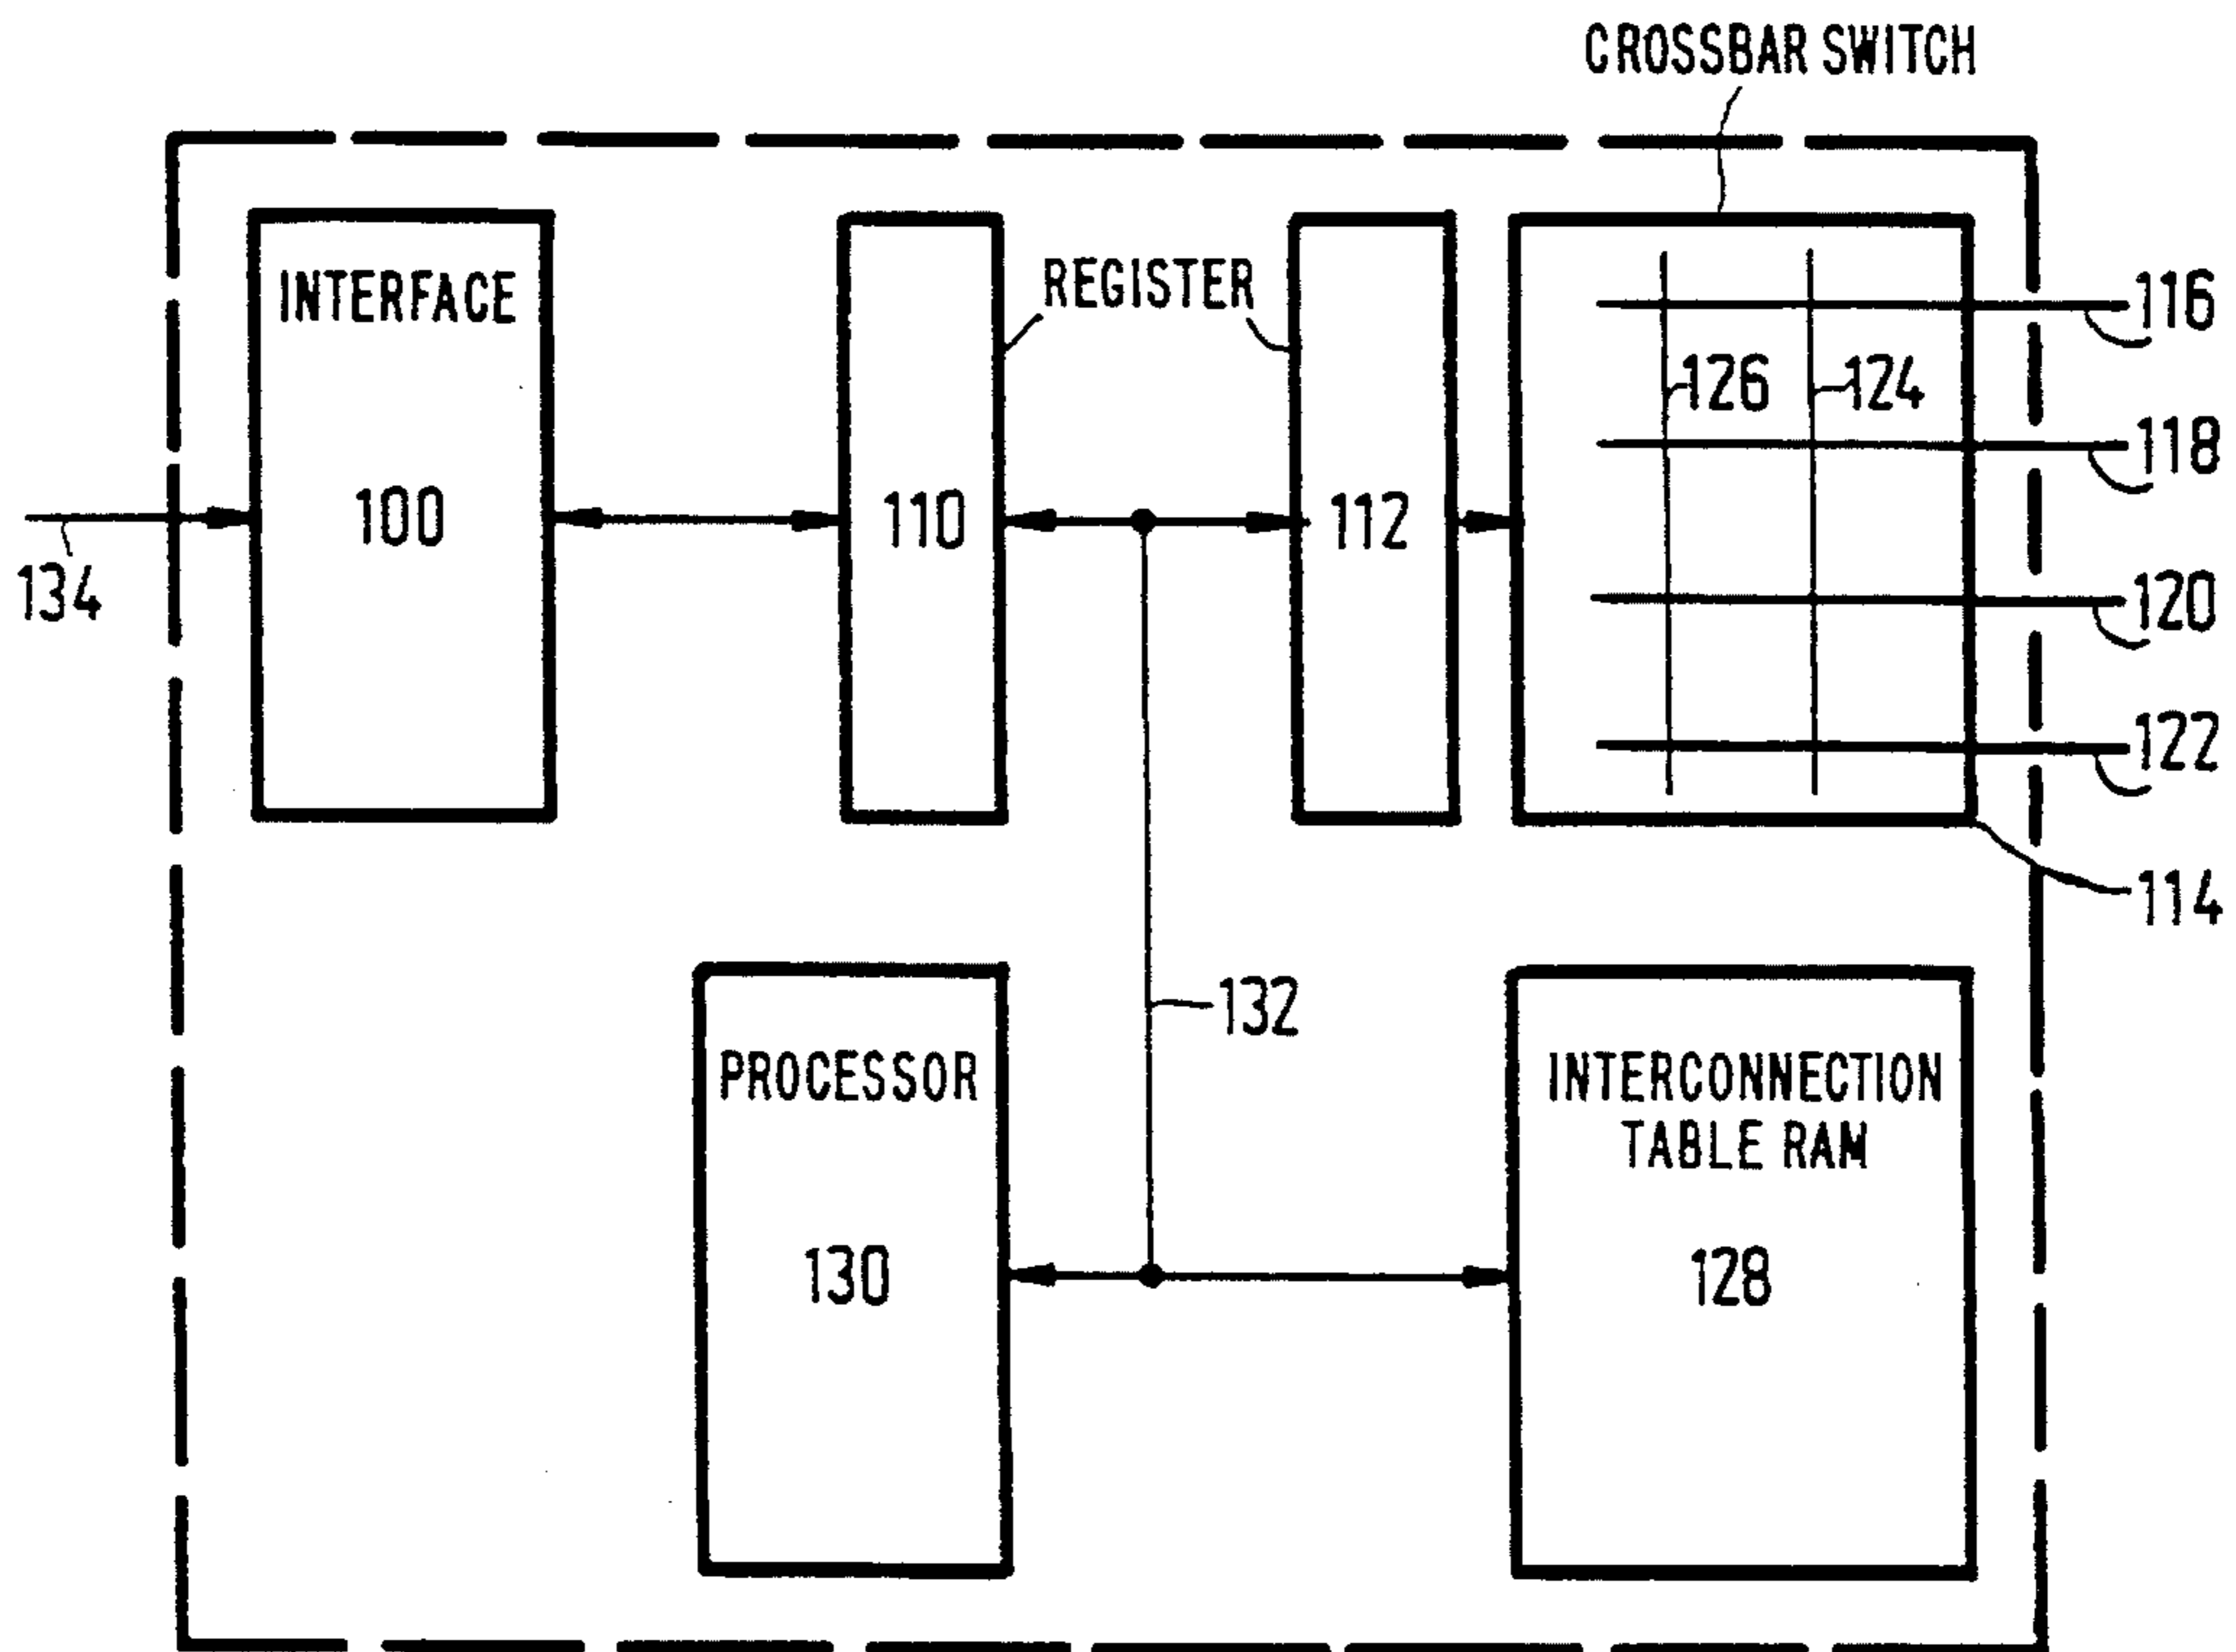 CROSSBAR SWITCH
INTERFACE
REGISTER
116
126
124
118
100
110
112
134
120
122
114
132
PROCESSOR
INTERCONNECTION
TABLE RAM
130
128